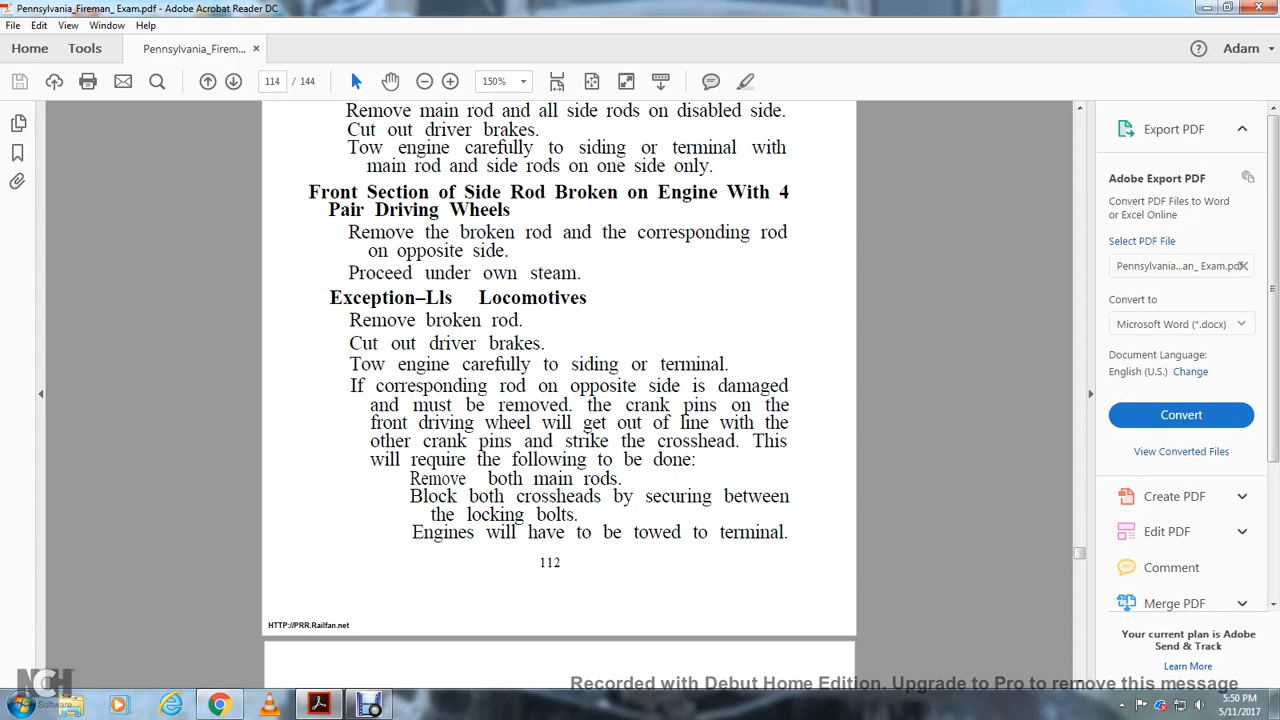 Pennsylvania_Fireman_ Exam.pdf - Adobe Acrobat Reader DC
File Edit View Window Help
Home Tools Pennsylvania_Firem... × Adam
114 / 144 150%
Remove main rod and all side rods on disabled side.
Cut out driver brakes.
Tow engine carefully to siding or terminal with
main rod and side rods on one side only.
Front Section of Side Rod Broken on Engine With 4
Pair Driving Wheels
Remove the broken rod and the corresponding rod
on opposite side.
Proceed under own steam.
Exception–Lls Locomotives
Remove broken rod.
Cut out driver brakes.
Tow engine carefully to siding or terminal.
If corresponding rod on opposite side is damaged
and must be removed. the crank pins on the
front driving wheel will get out of line with the
other crank pins and strike the crosshead. This
will require the following to be done:
Remove both main rods.
Block both crossheads by securing between
the locking bolts.
Engines will have to be towed to terminal.
112
HTTP://PRR.Railfan.net
Export PDF
Adobe Export PDF
Convert PDF Files to Word
or Excel Online
Select PDF File
Pennsylvania...an_ Exam.pdf
Convert to
Microsoft Word (*.docx)
Document Language:
English (U.S.) Change
Convert
View Converted Files
Create PDF
Edit PDF
Comment
Merge PDF
Your current plan is Adobe
Send & Track
Learn More
Recorded with Debut Home Edition. Upgrade to Pro to remove this message
NCH
Software
5:50 PM
5/11/2017